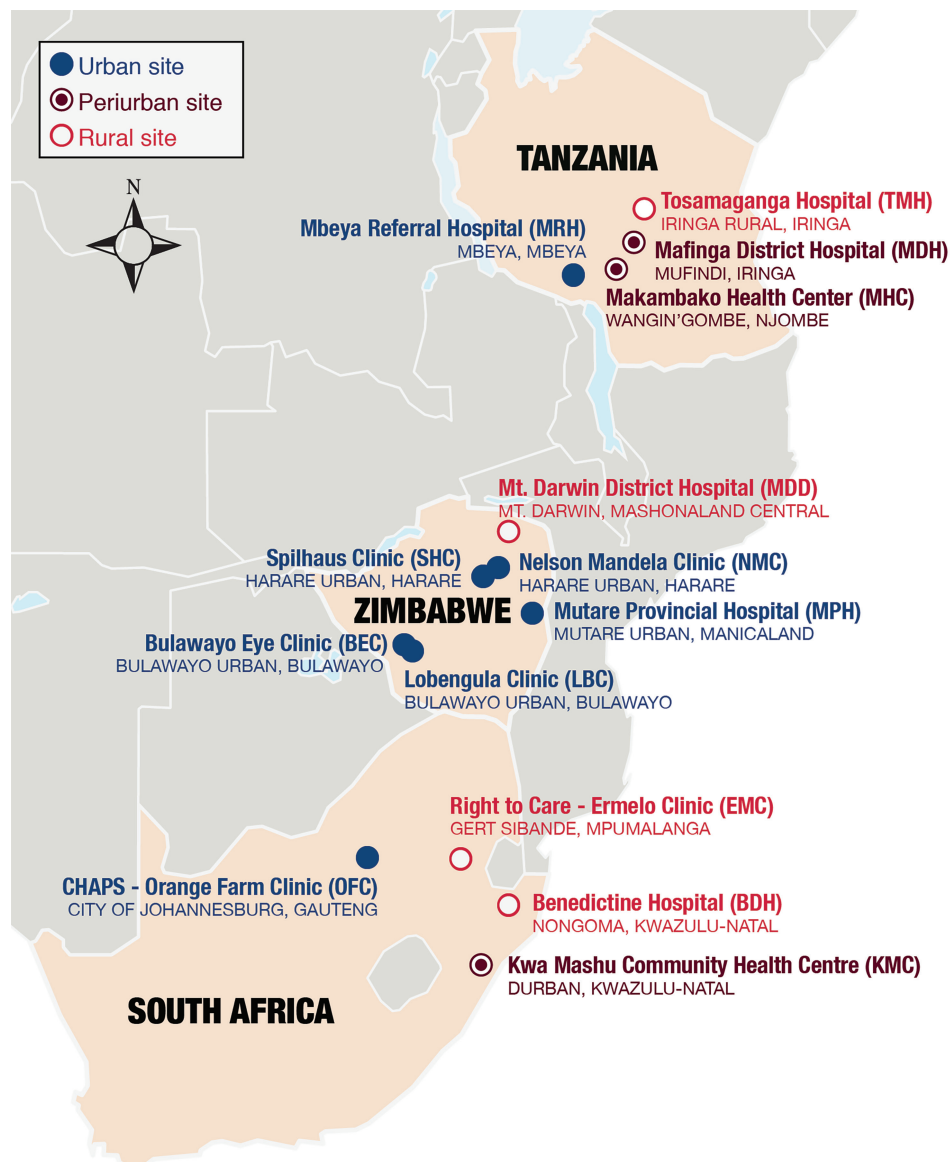 Urban site
Periurban site
Rural site
N
TANZANIA
Tosamaganga Hospital (TMH)
IRINGA RURAL, IRINGA
Mbeya Referral Hospital (MRH)
MBEYA, MBEYA
Mafinga District Hospital (MDH)
MUFINDI, IRINGA
Makambako Health Center (MHC)
WANGIN’GOMBE, NJOMBE
Mt. Darwin District Hospital (MDD)
MT. DARWIN, MASHONALAND CENTRAL
Spilhaus Clinic (SHC)
HARARE URBAN, HARARE
Nelson Mandela Clinic (NMC)
HARARE URBAN, HARARE
ZIMBABWE
Mutare Provincial Hospital (MPH)
MUTARE URBAN, MANICALAND
Bulawayo Eye Clinic (BEC)
BULAWAYO URBAN, BULAWAYO
Lobengula Clinic (LBC)
BULAWAYO URBAN, BULAWAYO
Right to Care - Ermelo Clinic (EMC)
GERT SIBANDE, MPUMALANGA
CHAPS - Orange Farm Clinic (OFC)
CITY OF JOHANNESBURG, GAUTENG
Benedictine Hospital (BDH)
NONGOMA, KWAZULU-NATAL
Kwa Mashu Community Health Centre (KMC)
DURBAN, KWAZULU-NATAL
SOUTH AFRICA